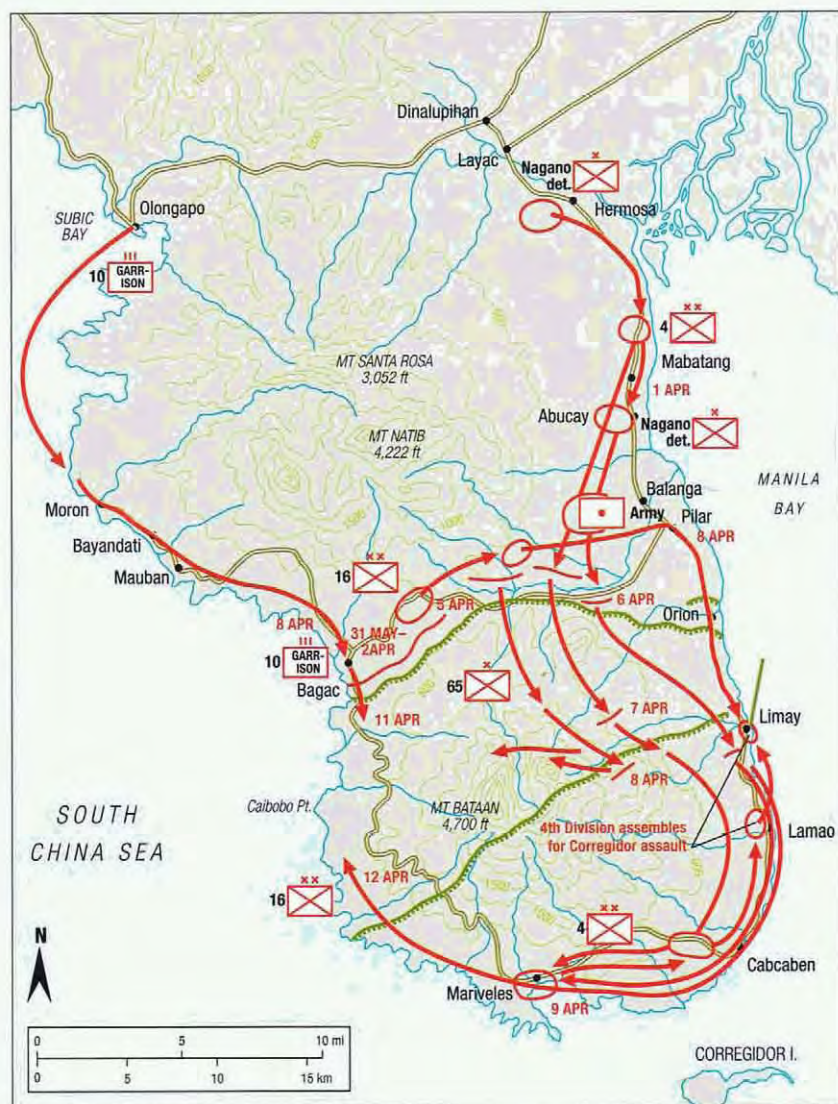 Dinalupihan
Layac
Nagano
det.
×
Hermosa
SUBIC
BAY
Olongapo
10
III
GARR-
ISON
4
××
Mabatang
MT SANTA ROSA
3,052 ft
1 APR
Abucay
Nagano
det.
×
MT NATIB
4,222 ft
MANILA
BAY
Balanga
Army
Pilar
Moron
8 APR
Bayandati
Mauban
16
××
5 APR
6 APR
Orion
8 APR
31 MAY–
2APR
10
III
GARR-
ISON
Bagac
65
×
11 APR
7 APR
Limay
8 APR
Caibobo Pt.
MT BATAAN
4,700 ft
SOUTH
CHINA SEA
4th Division assembles
for Corregidor assault
Lamao
12 APR
16
××
4
××
N
Cabcaben
Mariveles
9 APR
0 5 10 mi
0 5 10 15 km
CORREGIDOR I.